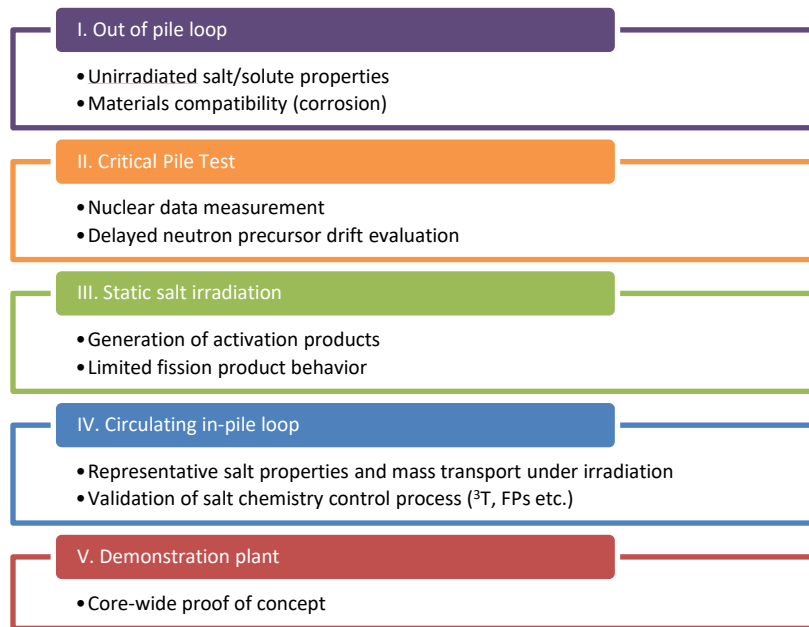 I. Out of pile loop
•Unirradiated salt/solute properties
•Materials compatibility (corrosion)
II. Critical Pile Test
•Nuclear data measurement
•Delayed neutron precursor drift evaluation
III. Static salt irradiation
•Generation of activation products
•Limited fission product behavior
IV. Circulating in-pile loop
•Representative salt properties and mass transport under irradiation
•Validation of salt chemistry control process (³T, FPs etc.)
V. Demonstration plant
•Core-wide proof of concept